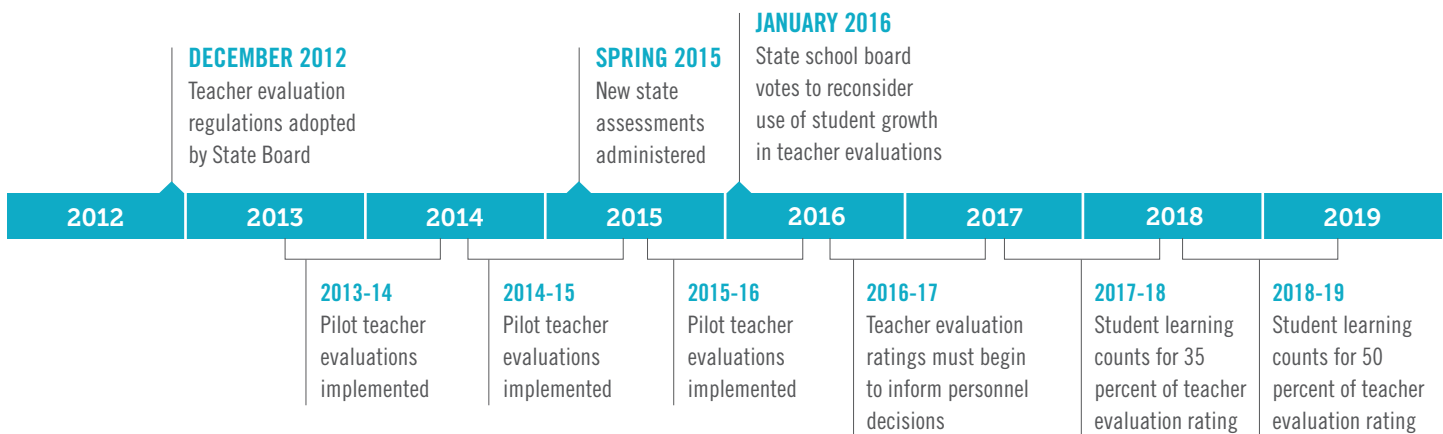 DECEMBER 2012
Teacher evaluation
regulations adopted
by State Board
SPRING 2015
New state
assessments
administered
JANUARY 2016
State school board
votes to reconsider
use of student growth
in teacher evaluations
2012
2013
2014
2015
2016
2017
2018
2019
2013-14
Pilot teacher
evaluations
implemented
2014-15
Pilot teacher
evaluations
implemented
2015-16
Pilot teacher
evaluations
implemented
2016-17
Teacher evaluation
ratings must begin
to inform personnel
decisions
2017-18
Student learning
counts for 35
percent of teacher
evaluation rating
2018-19
Student learning
counts for 50
percent of teacher
evaluation rating